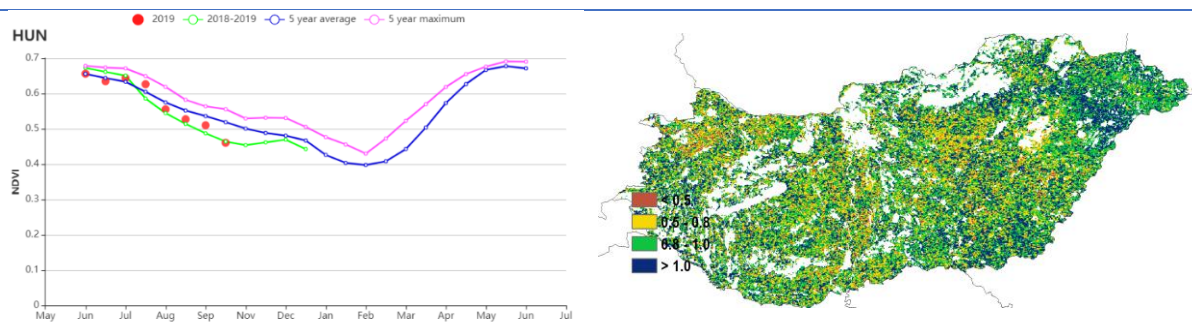 2019 2018-2019 5 year average 5 year maximum
HUN
0.7
0.6
0.5
0.4
0.3
0.2
0.1
0
NDVI
May Jun Jul Aug Sep Nov Dec Jan Feb Mar Apr May Jun Jul
< 0.5
0.5 - 0.8
0.8 - 1.0
> 1.0